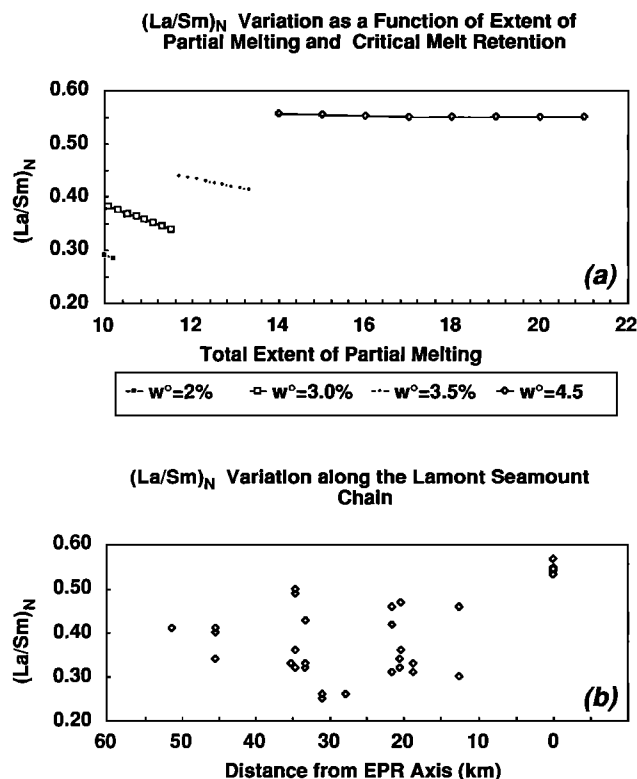 (La/Sm)N Variation as a Function of Extent of
Partial Melting and Critical Melt Retention
0.60
0.50
0.40
0.30
0.20
(La/Sm)N
(a)
10 12 14 16 18 20 22
Total Extent of Partial Melting
w°=2% w°=3.0% w°=3.5% w°=4.5
(La/Sm)N Variation along the Lamont Seamount
Chain
0.60
0.50
0.40
0.30
0.20
(La/Sm)N
(b)
60 50 40 30 20 10 0
Distance from EPR Axis (km)